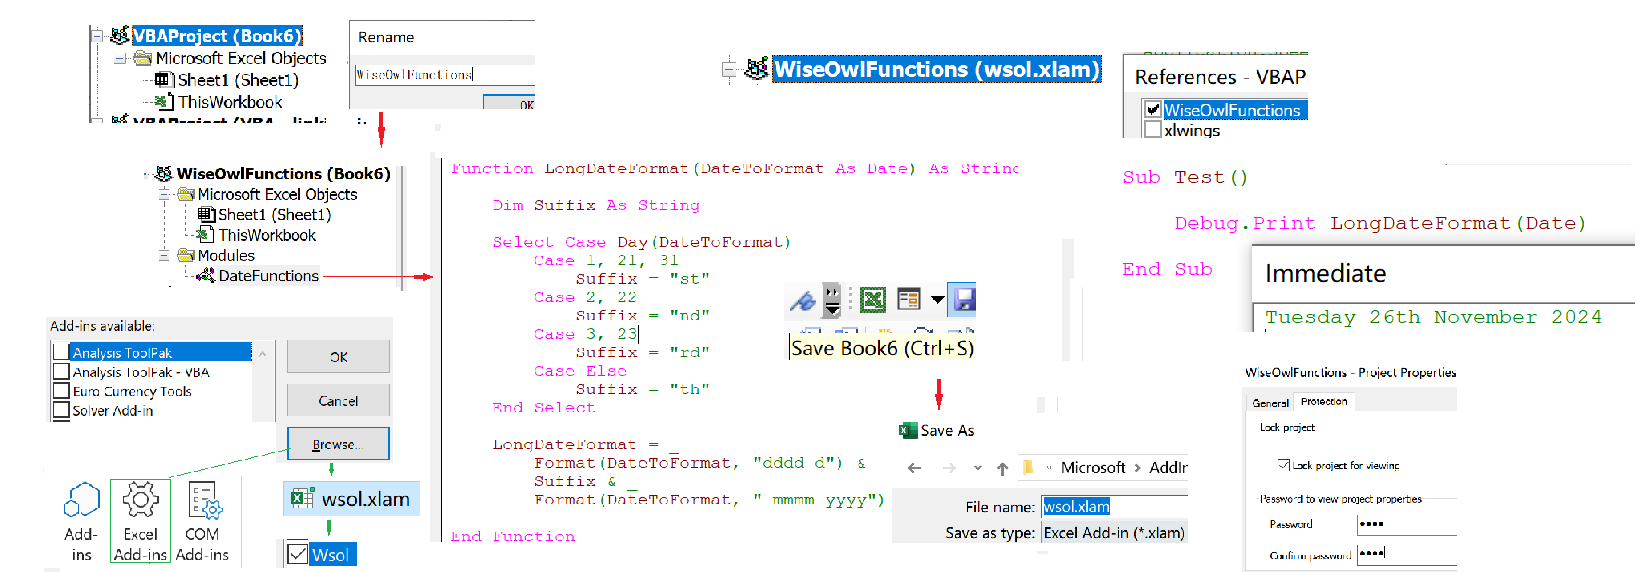 VBAProject (Book6)
Microsoft Excel Objects
Sheet1 (Sheet1)
ThisWorkbook
Rename
WiseOwlFunctions
OK
WiseOwlFunctions (wsol.xlam)
References - VBAP
WiseOwlFunctions
xlwings
WiseOwlFunctions (Book6)
Microsoft Excel Objects
Sheet1 (Sheet1)
ThisWorkbook
Modules
DateFunctions
Function LongDateFormat(DateToFormat As Date) As String
Dim Suffix As String
Select Case Day(DateToFormat)
Case 1, 21, 31
Suffix = "st"
Case 2, 22
Suffix = "nd"
Case 3, 23
Suffix = "rd"
Case Else
Suffix = "th"
End Select
LongDateFormat = _
Format(DateToFormat, "dddd d") &
Suffix & _
Format(DateToFormat, " mmmm yyyy")
End Function
Save Book6 (Ctrl+S)
Save As
Microsoft > AddIn
File name: wsol.xlam
Save as type: Excel Add-in (*.xlam)
Sub Test()
Debug.Print LongDateFormat(Date)
End Sub
Immediate
Tuesday 26th November 2024
WiseOwlFunctions - Project Properties
General Protection
Lock project
Lock project for viewing
Password to view project properties
Password ••••
Confirm password ••••
Add-ins available:
Analysis ToolPak
Analysis ToolPak - VBA
Euro Currency Tools
Solver Add-in
OK
Cancel
Browse...
Add-
ins
Excel
Add-ins
COM
Add-ins
wsol.xlam
Wsol